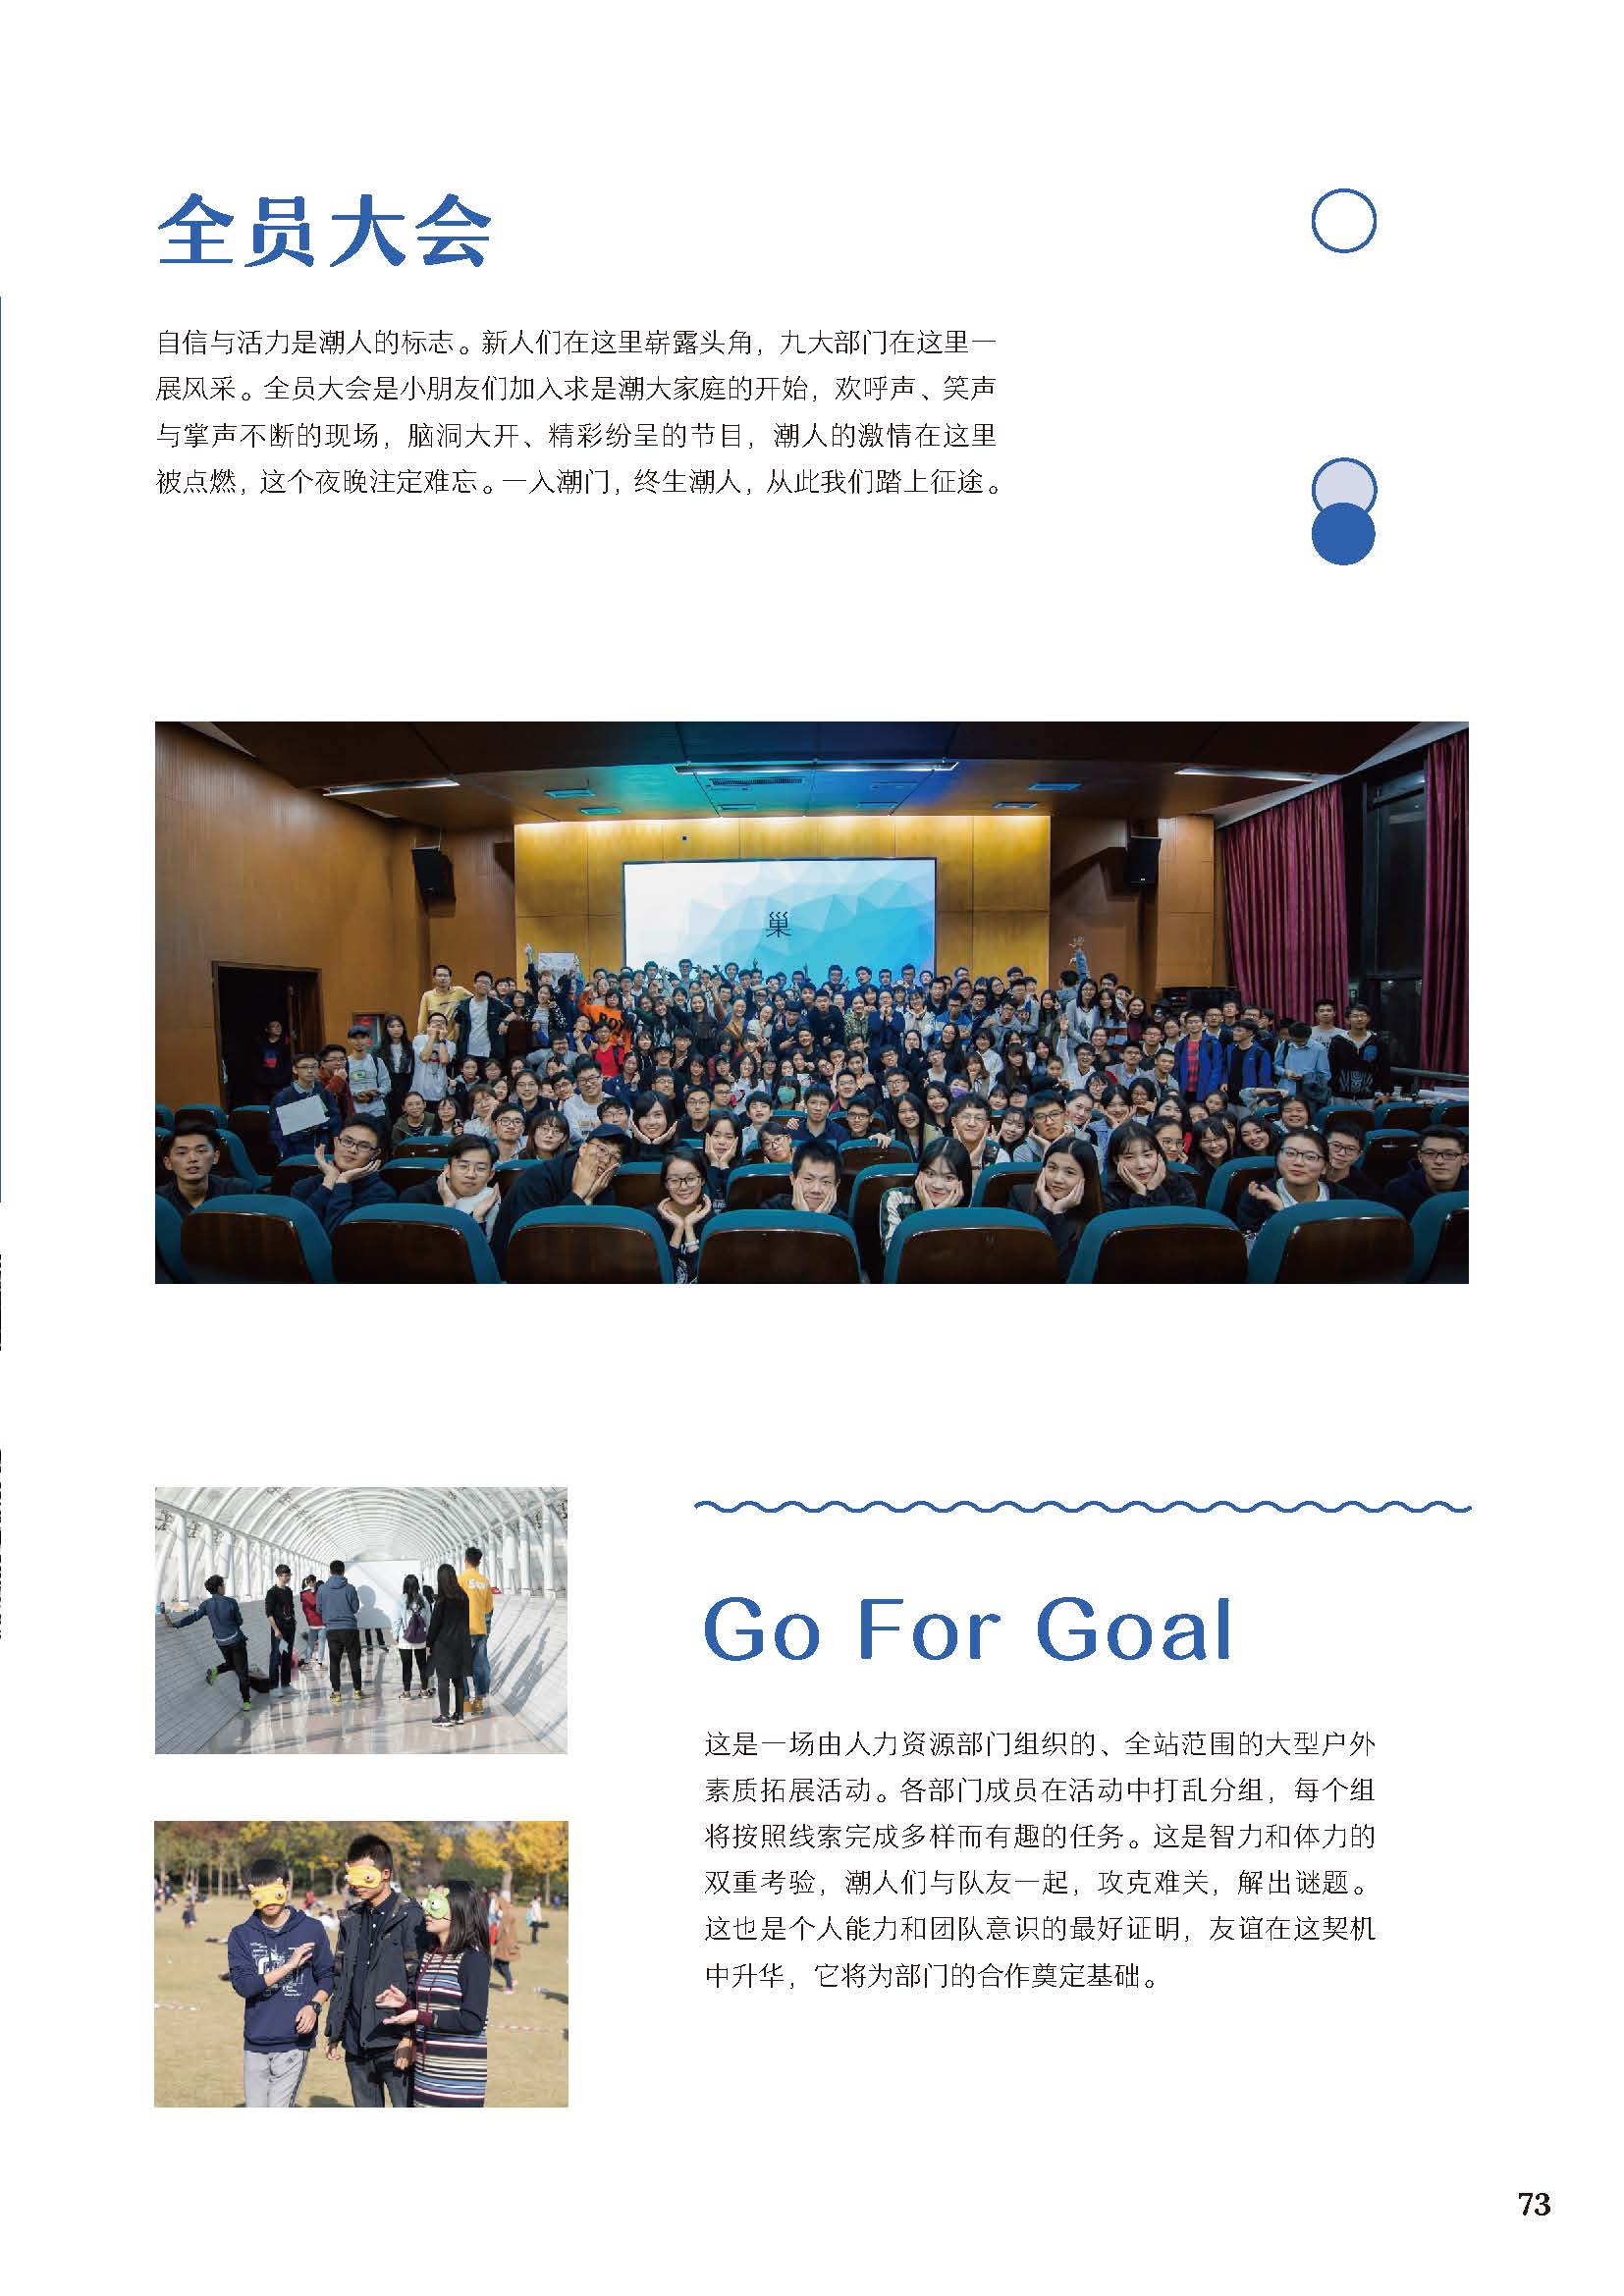 全员大会
自信与活力是潮人的标志。新人们在这里崭露头角，九大部门在这里一
展风采。全员大会是小朋友们加入求是潮大家庭的开始，欢呼声、笑声
与掌声不断的现场，脑洞大开、精彩纷呈的节目，潮人的激情在这里
被点燃，这个夜晚注定难忘。一入潮门，终生潮人，从此我们踏上征途。
巢
Go For Goal
这是一场由人力资源部门组织的、全站范围的大型户外
素质拓展活动。各部门成员在活动中打乱分组，每个组
将按照线索完成多样而有趣的任务。这是智力和体力的
双重考验，潮人们与队友一起，攻克难关，解出谜题。
这也是个人能力和团队意识的最好证明，友谊在这契机
中升华，它将为部门的合作奠定基础。
73